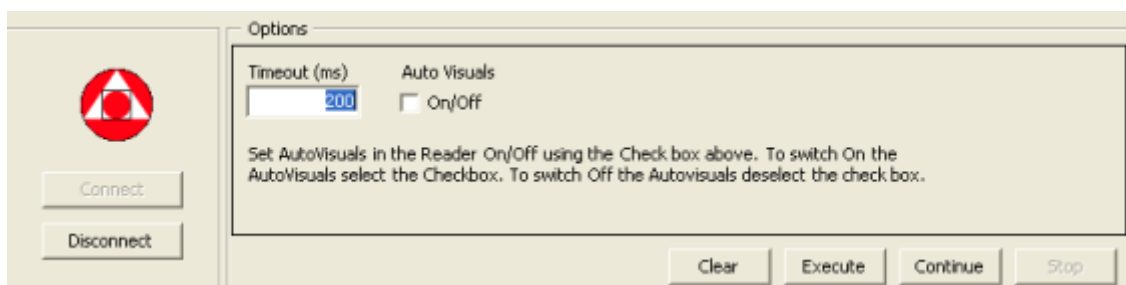 Options
Timeout (ms)
Auto Visuals
200
On/Off
Set AutoVisuals in the Reader On/Off using the Check box above. To switch On the
AutoVisuals select the Checkbox. To switch Off the Autovisuals deselect the check box.
Connect
Disconnect
Clear
Execute
Continue
Stop